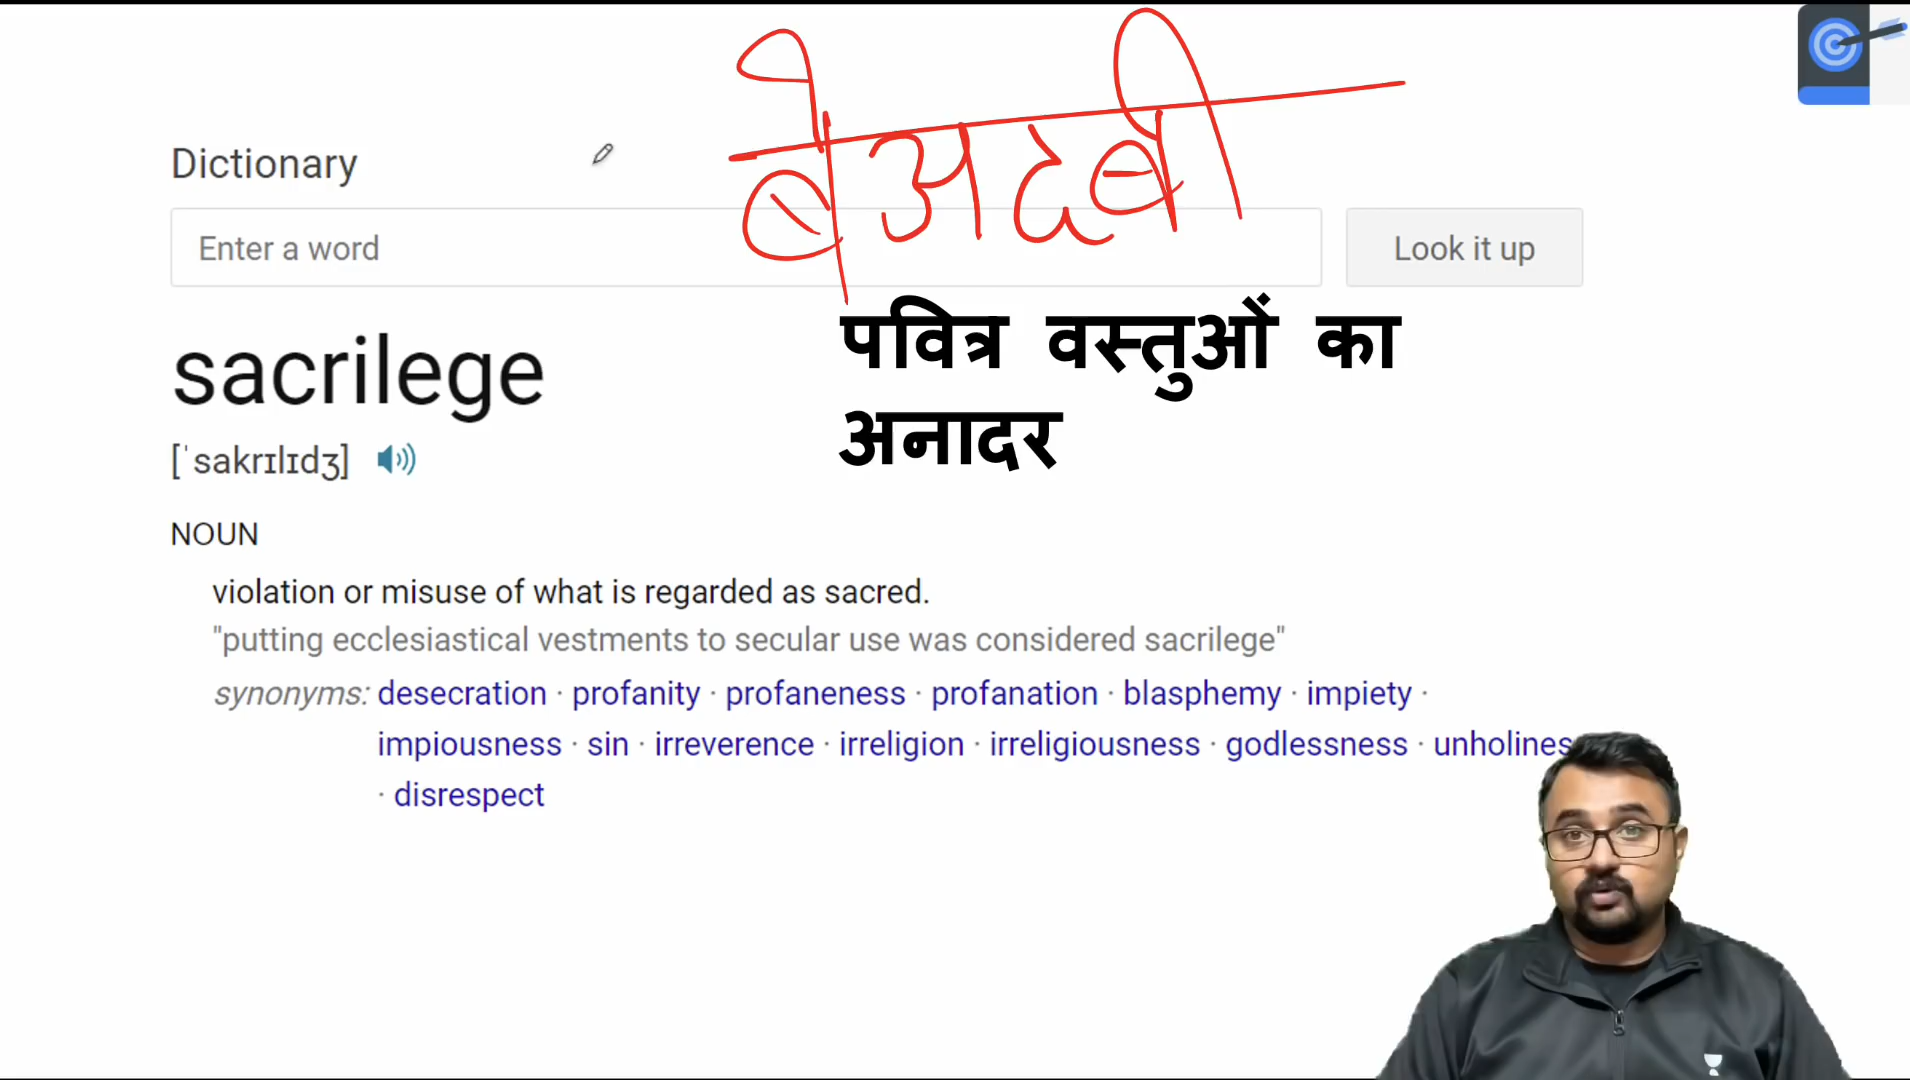 बेअदबी
Dictionary
Enter a word
Look it up
पवित्र वस्तुओं का
अनादर
sacrilege
[ˈsakrɪlɪdʒ]
NOUN
violation or misuse of what is regarded as sacred.
"putting ecclesiastical vestments to secular use was considered sacrilege"
synonyms: desecration · profanity · profaneness · profanation · blasphemy · impiety ·
impiousness · sin · irreverence · irreligion · irreligiousness · godlessness · unholines
· disrespect